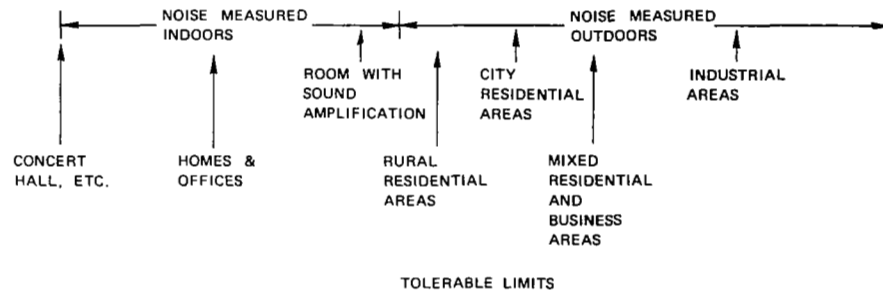 NOISE MEASURED
INDOORS
NOISE MEASURED
OUTDOORS
ROOM WITH
SOUND
AMPLIFICATION
CITY
RESIDENTIAL
AREAS
INDUSTRIAL
AREAS
CONCERT
HALL, ETC.
HOMES &
OFFICES
RURAL
RESIDENTIAL
AREAS
MIXED
RESIDENTIAL
AND
BUSINESS
AREAS
TOLERABLE LIMITS